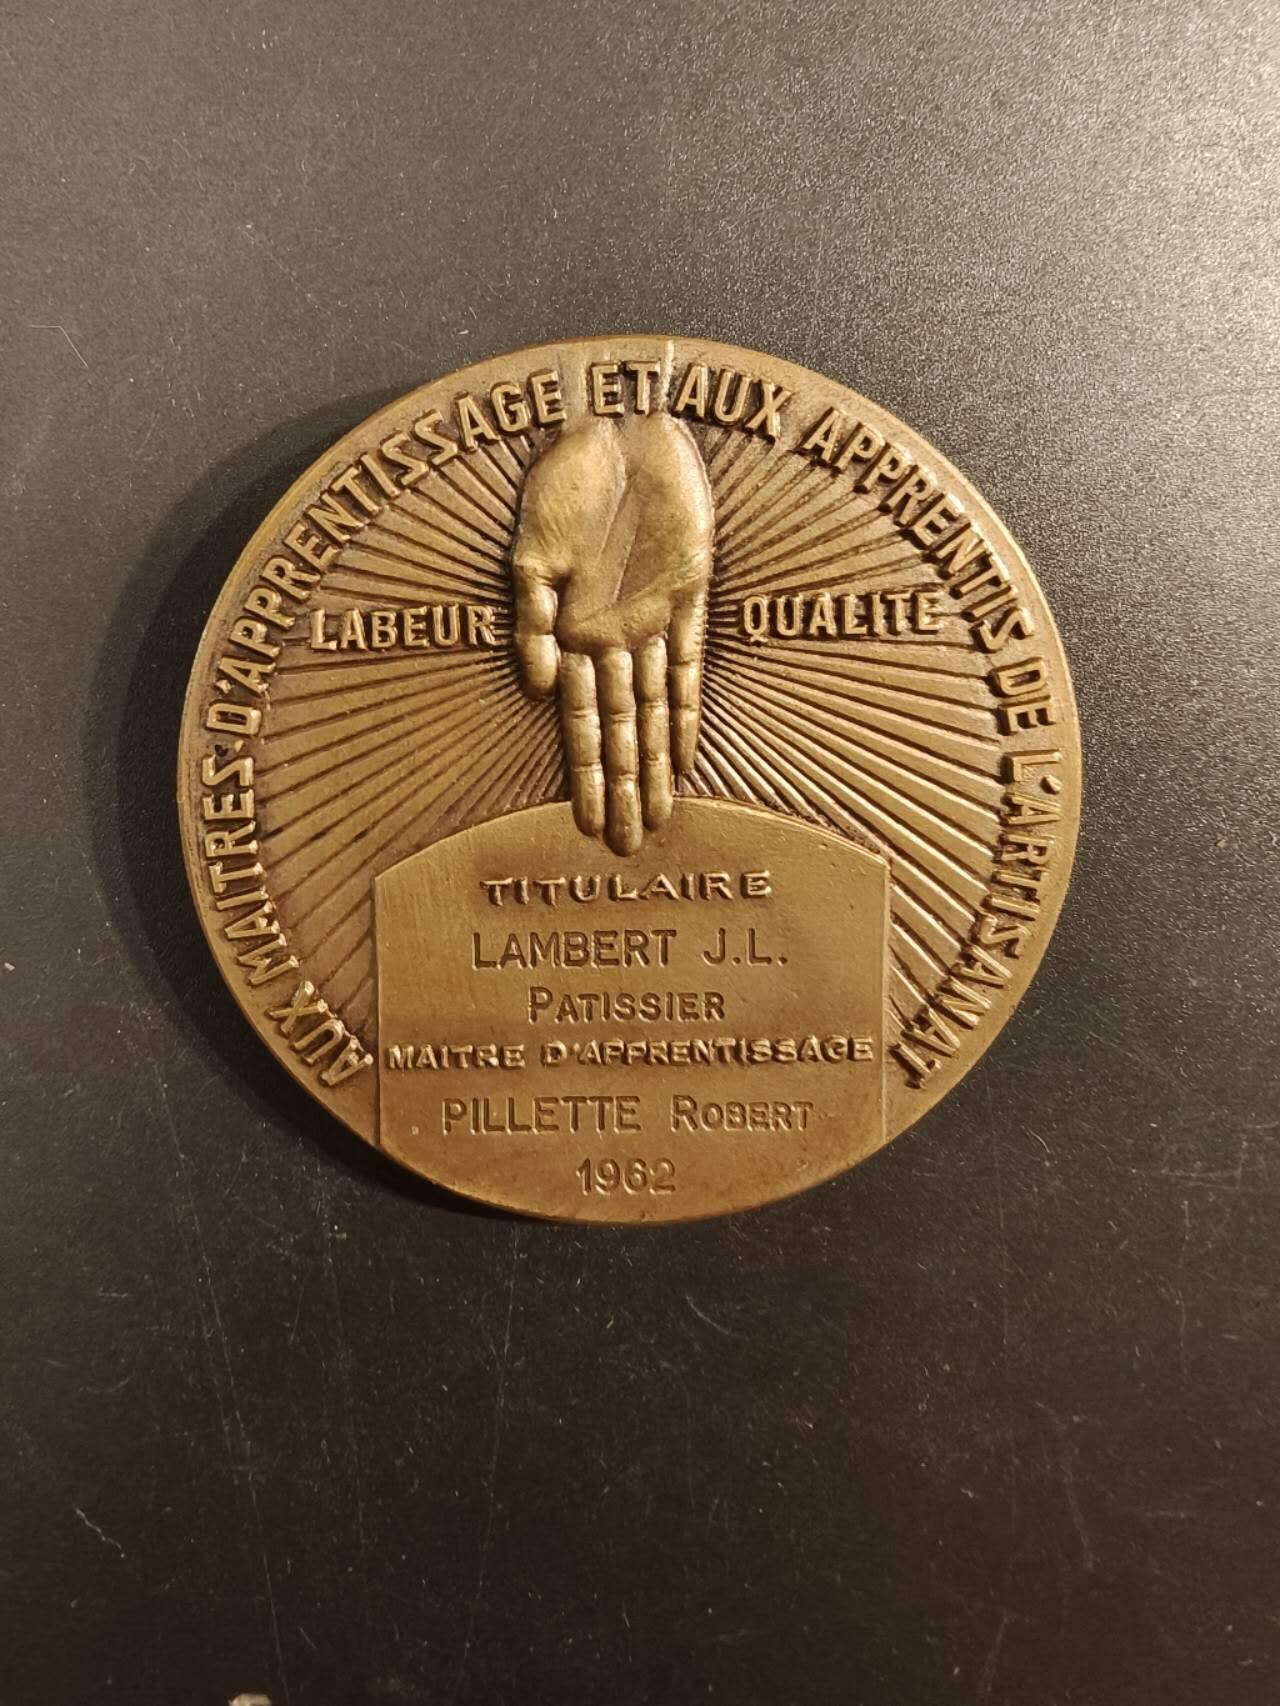 AUX MAITRES D'APPRENTISSAGE ET AUX APPRENTIS DE L'ARTISANAT
LABEUR QUALITE
TITULAIRE
LAMBERT J.L.
PATISSIER
MAITRE D'APPRENTISSAGE
PILLETTE ROBERT
1962